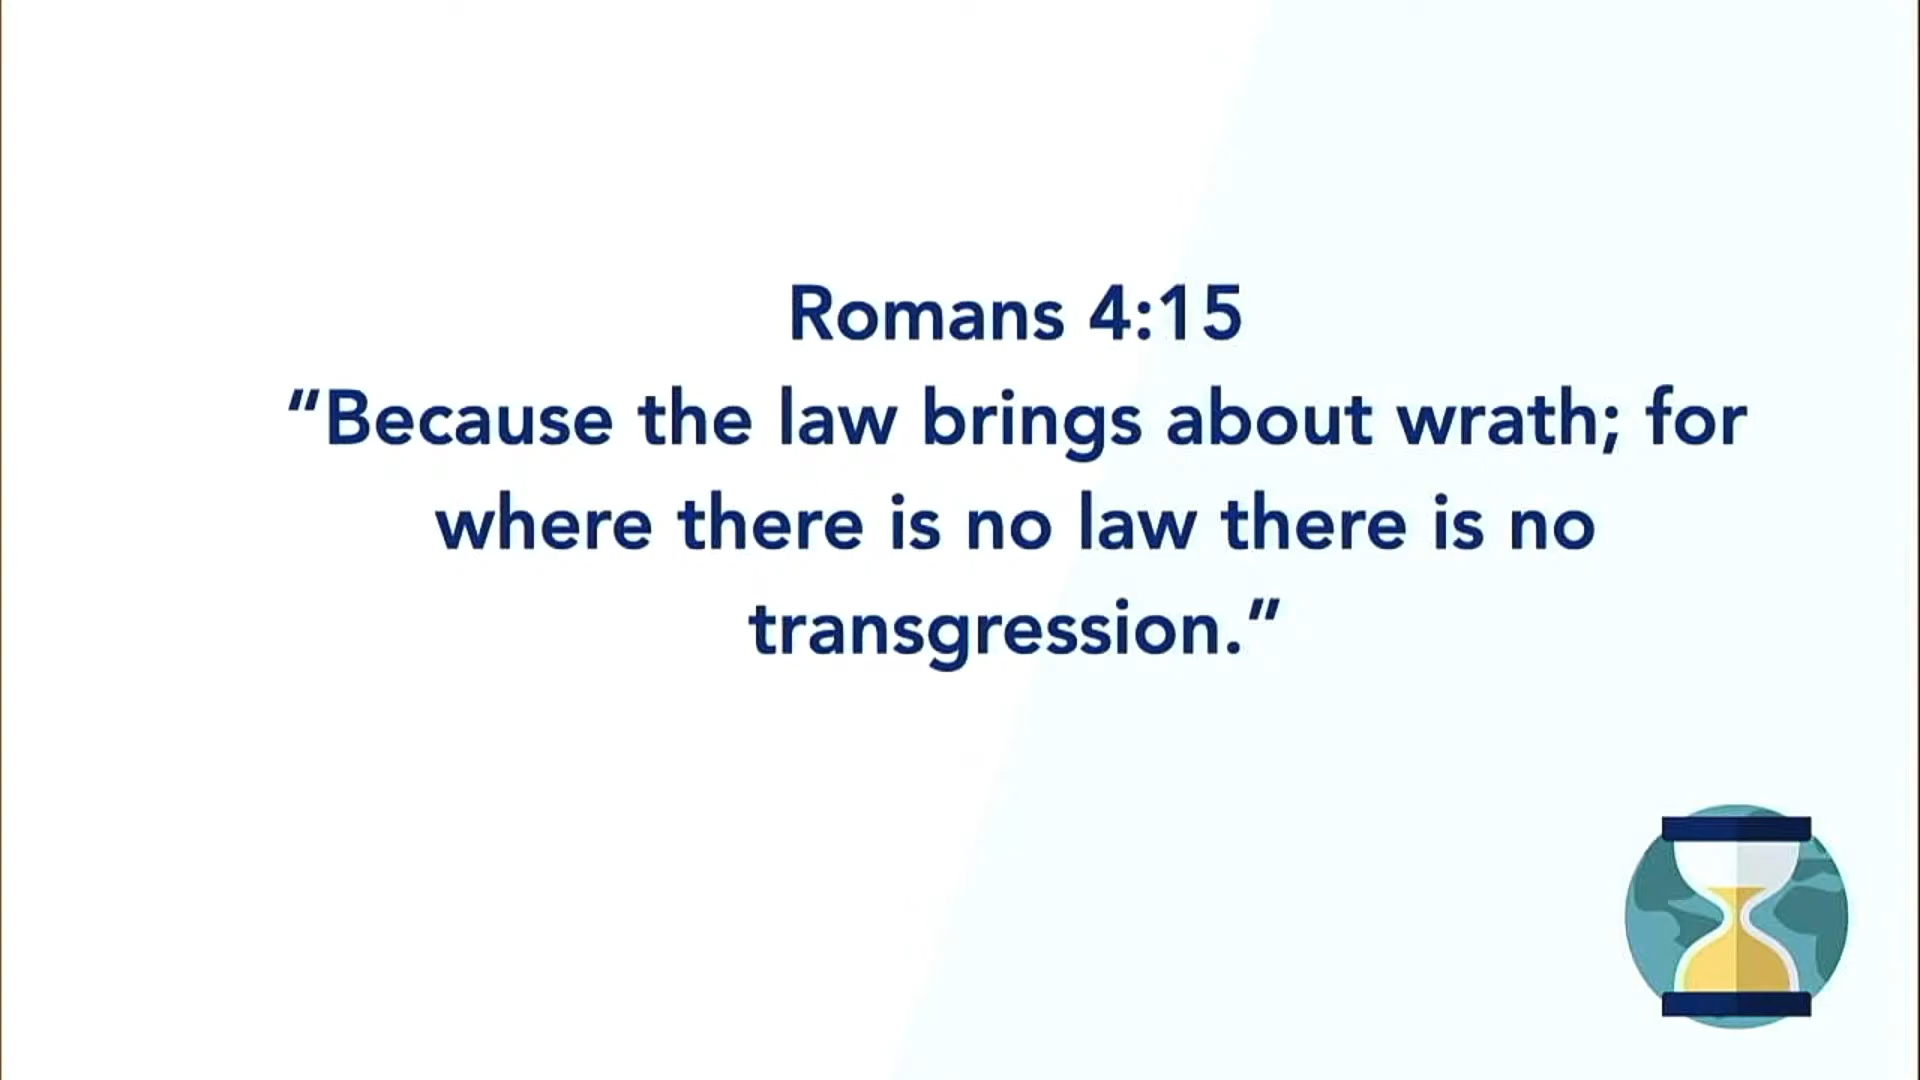 Romans 4:15
“Because the law brings about wrath; for
where there is no law there is no
transgression.”